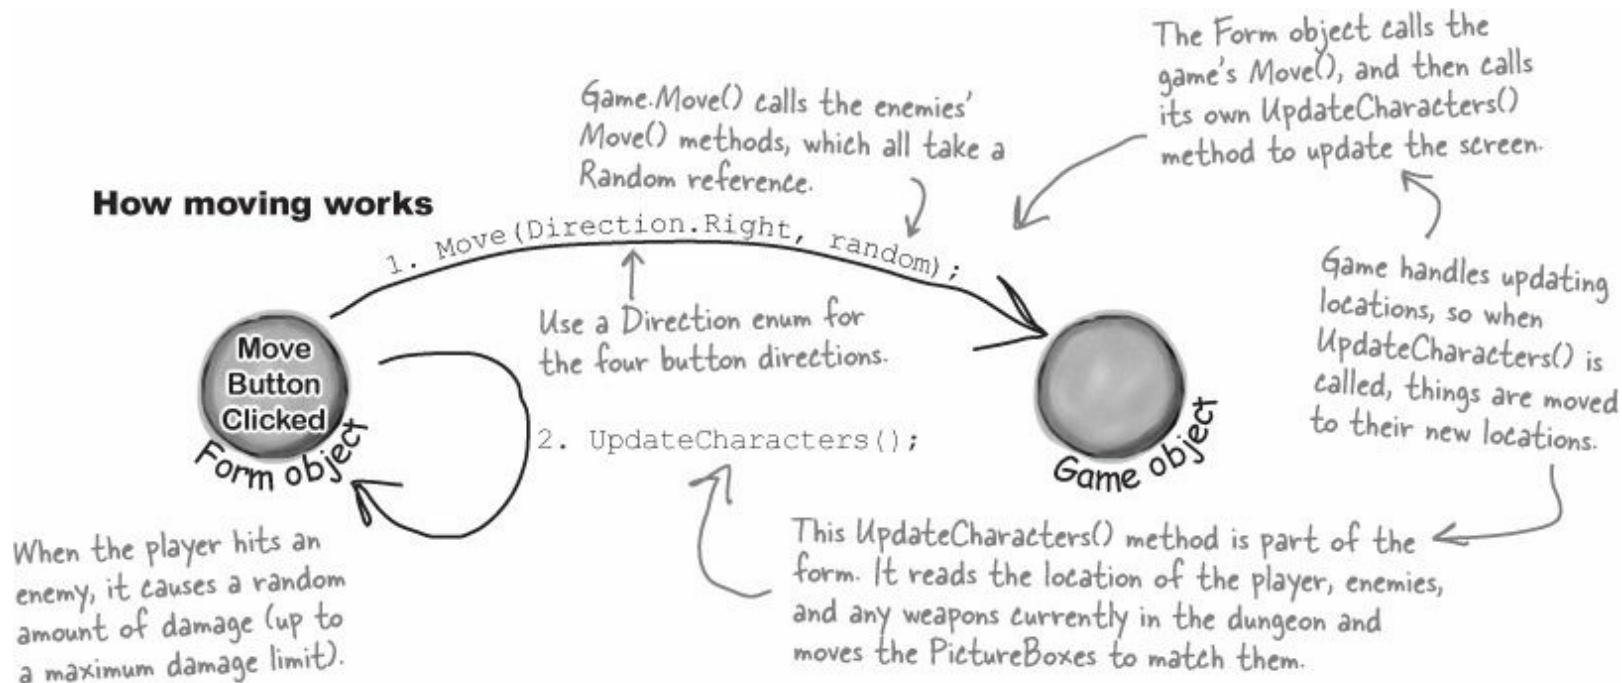 The Form object calls the
game's Move(), and then calls
its own UpdateCharacters()
method to update the screen.
Game.Move() calls the enemies'
Move() methods, which all take a
Random reference.
How moving works
1. Move(Direction.Right, random);
Use a Direction enum for
the four button directions.
Game handles updating
locations, so when
UpdateCharacters() is
called, things are moved
to their new locations.
Move
Button
Clicked
Form object
2. UpdateCharacters();
Game object
When the player hits an
enemy, it causes a random
amount of damage (up to
a maximum damage limit).
This UpdateCharacters() method is part of the
form. It reads the location of the player, enemies,
and any weapons currently in the dungeon and
moves the PictureBoxes to match them.